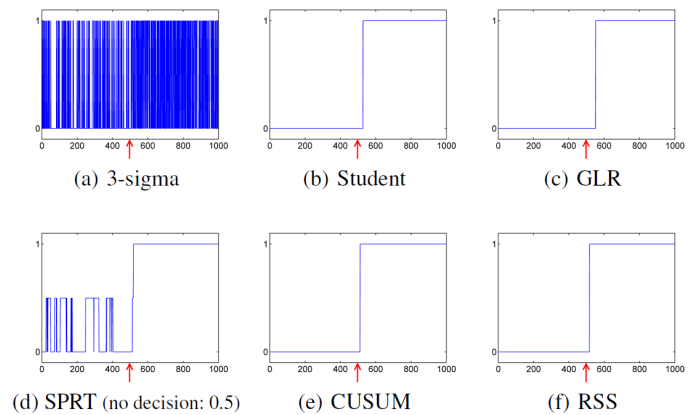 1
0
0 200 400 600 800 1000
(a) 3-sigma
1
0
0 200 400 600 800 1000
(b) Student
1
0
0 200 400 600 800 1000
(c) GLR
1
0
0 200 400 600 800 1000
(d) SPRT (no decision: 0.5)
1
0
0 200 400 600 800 1000
(e) CUSUM
1
0
0 200 400 600 800 1000
(f) RSS